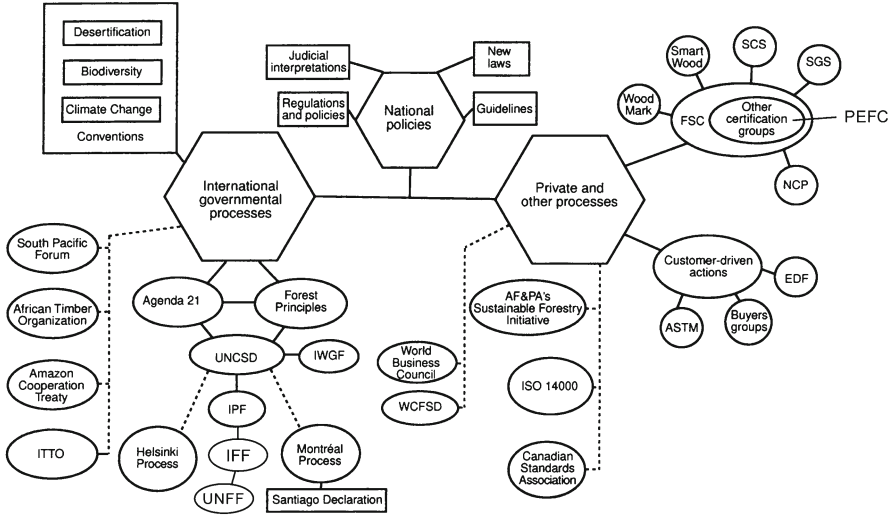 Desertification
Biodiversity
Climate Change
Conventions
Judicial
interpretations
New
laws
Regulations
and policies
National
policies
Guidelines
Smart
Wood
SCS
SGS
Wood
Mark
FSC
Other
certification
groups
PEFC
NCP
International
governmental
processes
Private and
other processes
South Pacific
Forum
African Timber
Organization
Amazon
Cooperation
Treaty
ITTO
Agenda 21
Forest
Principles
UNCSD
IWGF
IPF
IFF
UNFF
Helsinki
Process
Montréal
Process
Santiago Declaration
World
Business
Council
WCFSD
AF&PA's
Sustainable Forestry
Initiative
ISO 14000
Canadian
Standards
Association
Customer-driven
actions
EDF
ASTM
Buyers
groups